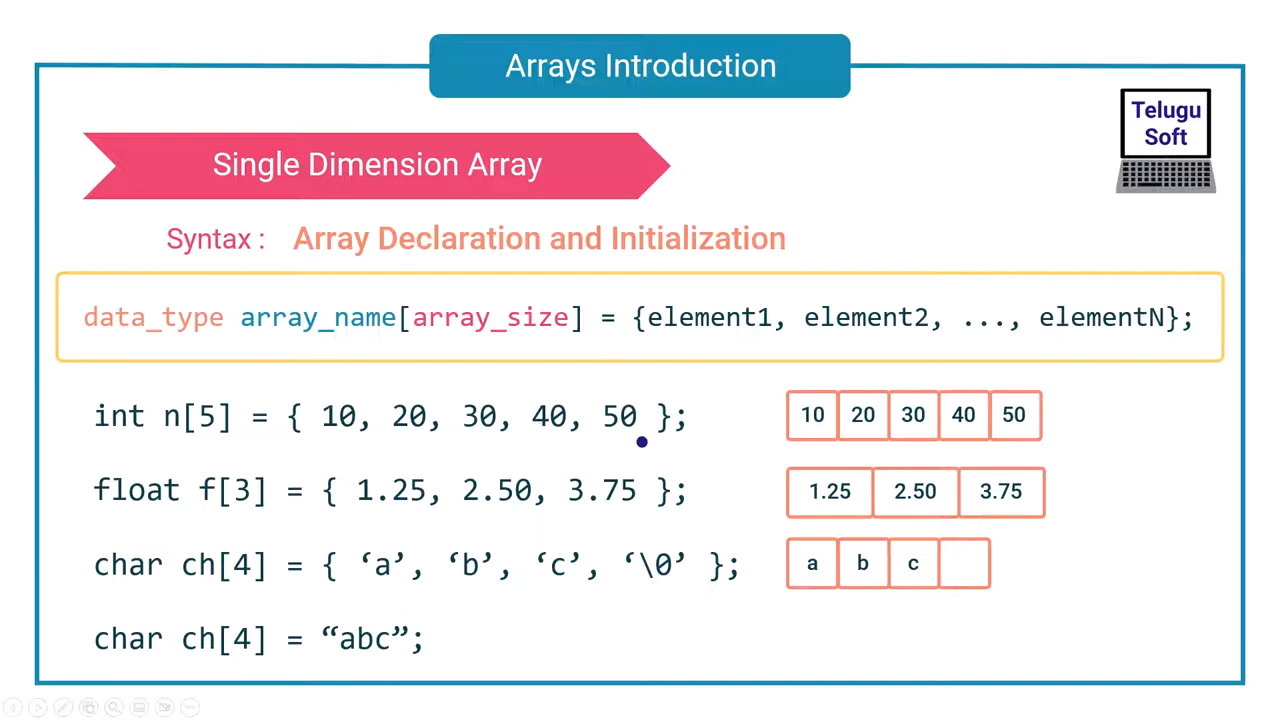 Arrays Introduction
Telugu
Soft
Single Dimension Array
Syntax : Array Declaration and Initialization
data_type array_name[array_size] = {element1, element2, ..., elementN};
int n[5] = { 10, 20, 30, 40, 50 };
10 20 30 40 50
float f[3] = { 1.25, 2.50, 3.75 };
1.25 2.50 3.75
char ch[4] = { ‘a’, ‘b’, ‘c’, ‘\0’ };
a b c
char ch[4] = “abc”;